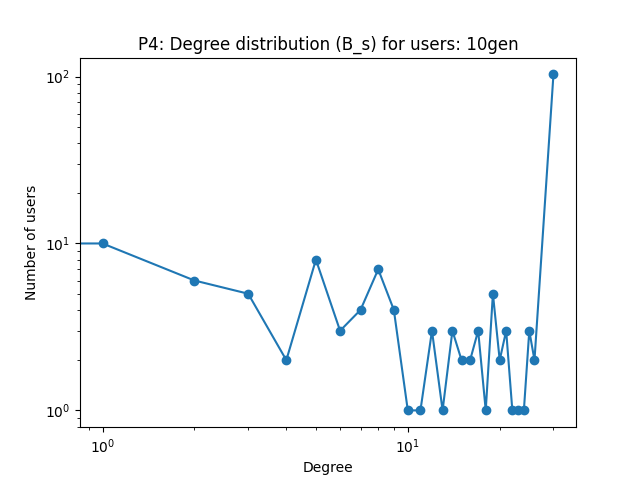 P4: Degree distribution (B_s) for users: 10gen
Number of users
10²
10¹
10⁰
10⁰ 10¹
Degree